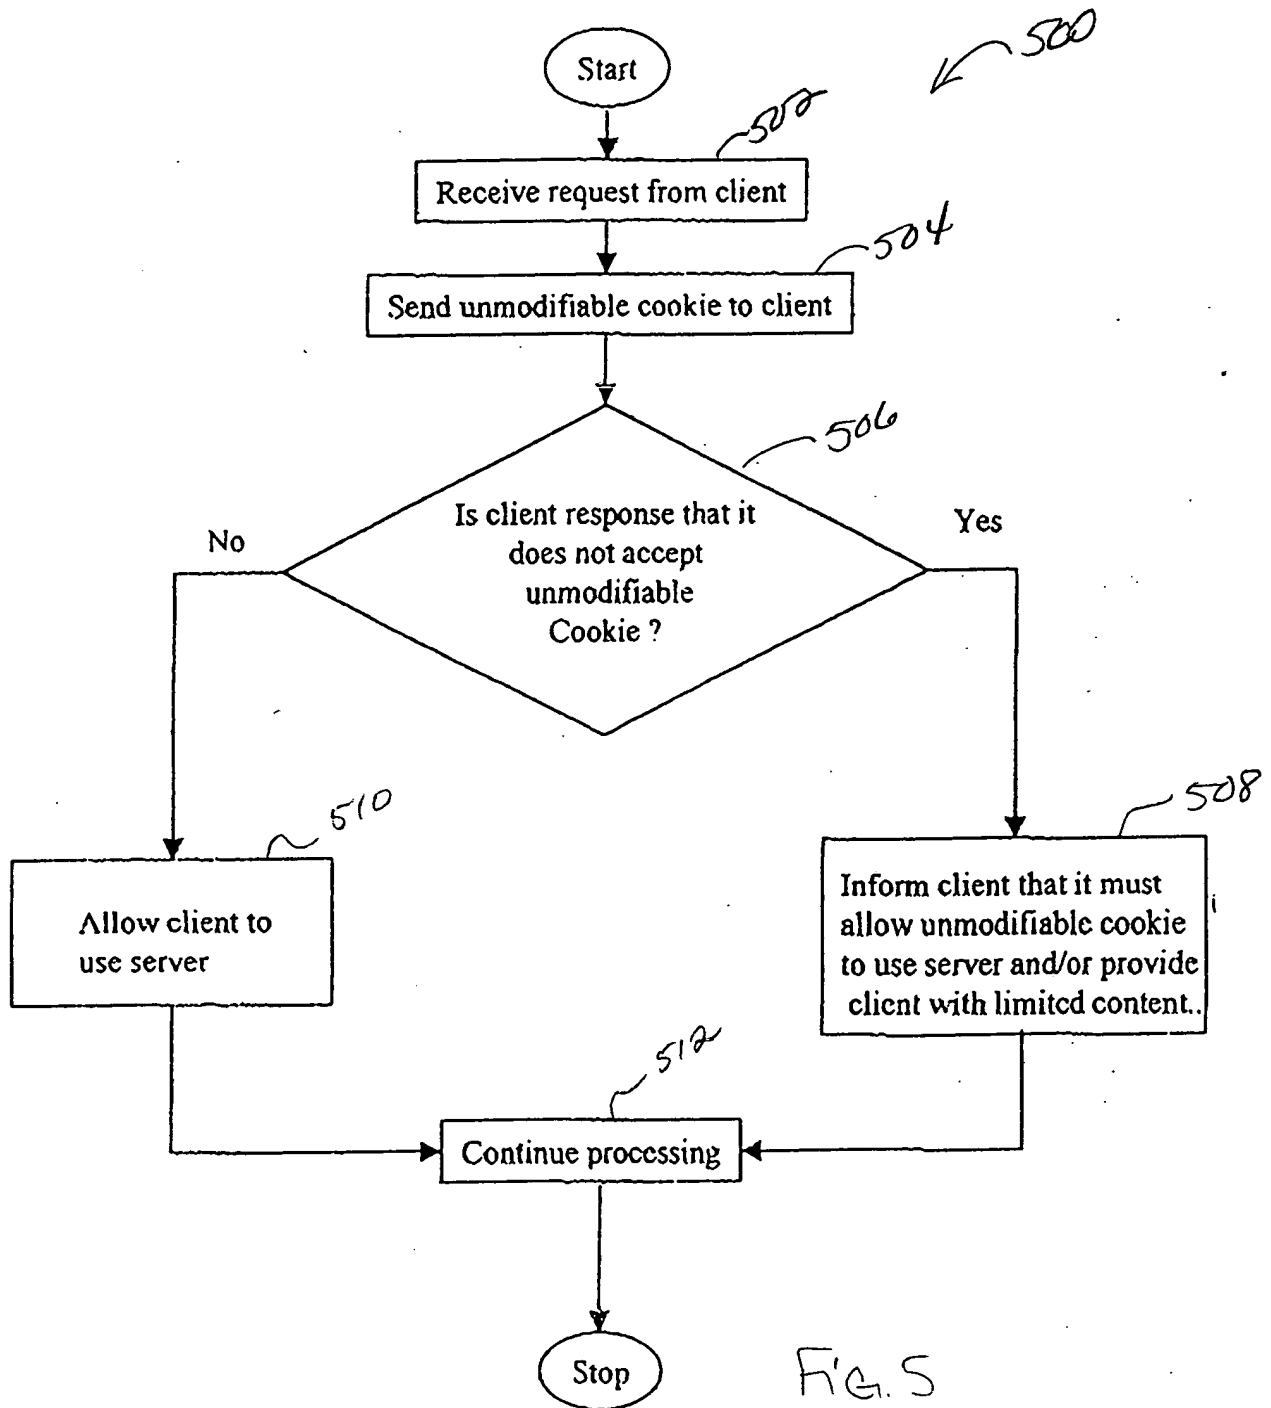 500
Start
502
Receive request from client
504
Send unmodifiable cookie to client
506
Is client response that it
does not accept
unmodifiable
Cookie ?
No
Yes
510
508
Allow client to
use server
Inform client that it must
allow unmodifiable cookie
to use server and/or provide
client with limited content..
512
Continue processing
Stop
FIG. 5